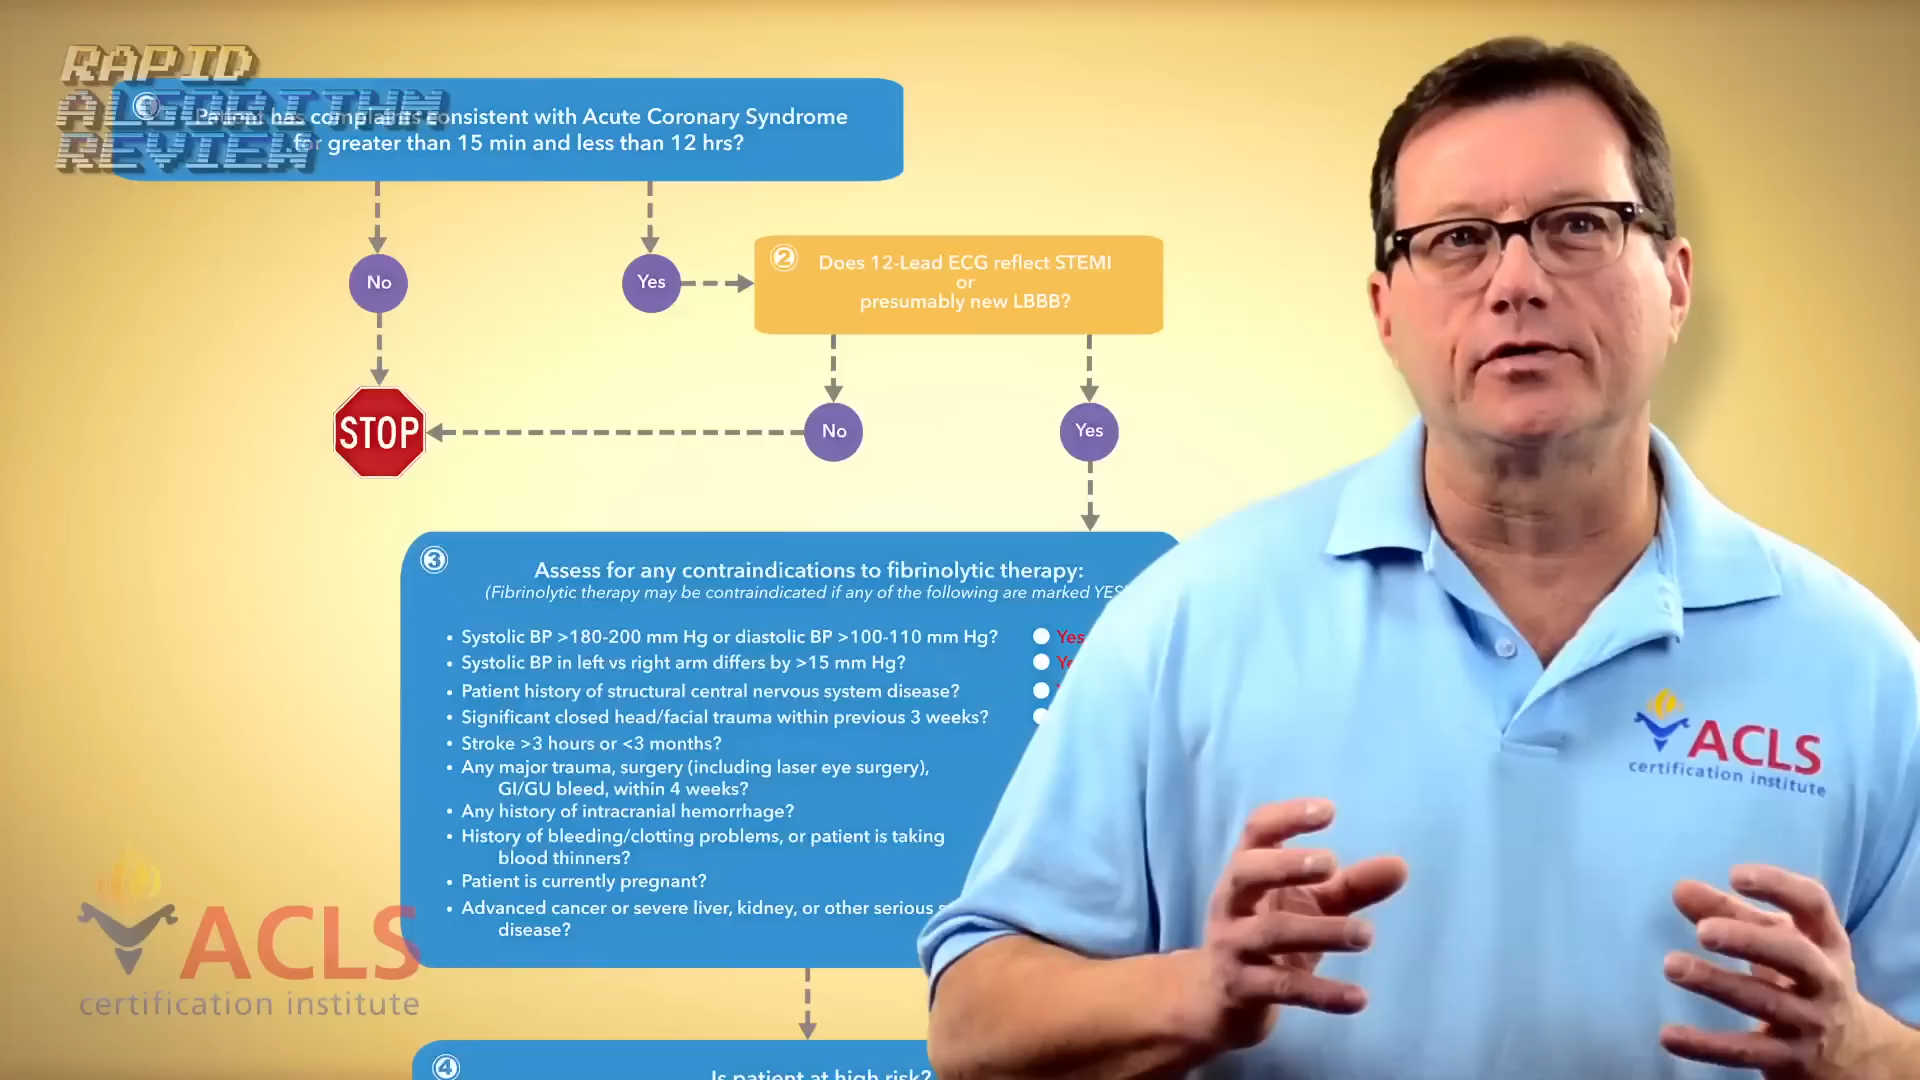 RAPID
ALGORITHM
REVIEW
1
Patient has complaints consistent with Acute Coronary Syndrome
for greater than 15 min and less than 12 hrs?
No
Yes
2
Does 12-Lead ECG reflect STEMI
or
presumably new LBBB?
STOP
No
Yes
3
Assess for any contraindications to fibrinolytic therapy:
(Fibrinolytic therapy may be contraindicated if any of the following are marked YES
• Systolic BP >180-200 mm Hg or diastolic BP >100-110 mm Hg? Yes
• Systolic BP in left vs right arm differs by >15 mm Hg? Ye
• Patient history of structural central nervous system disease?
• Significant closed head/facial trauma within previous 3 weeks?
• Stroke >3 hours or <3 months?
• Any major trauma, surgery (including laser eye surgery),
GI/GU bleed, within 4 weeks?
• Any history of intracranial hemorrhage?
• History of bleeding/clotting problems, or patient is taking
blood thinners?
• Patient is currently pregnant?
• Advanced cancer or severe liver, kidney, or other serious
disease?
4
Is patient at high risk?
ACLS
certification institute
ACLS
certification institute